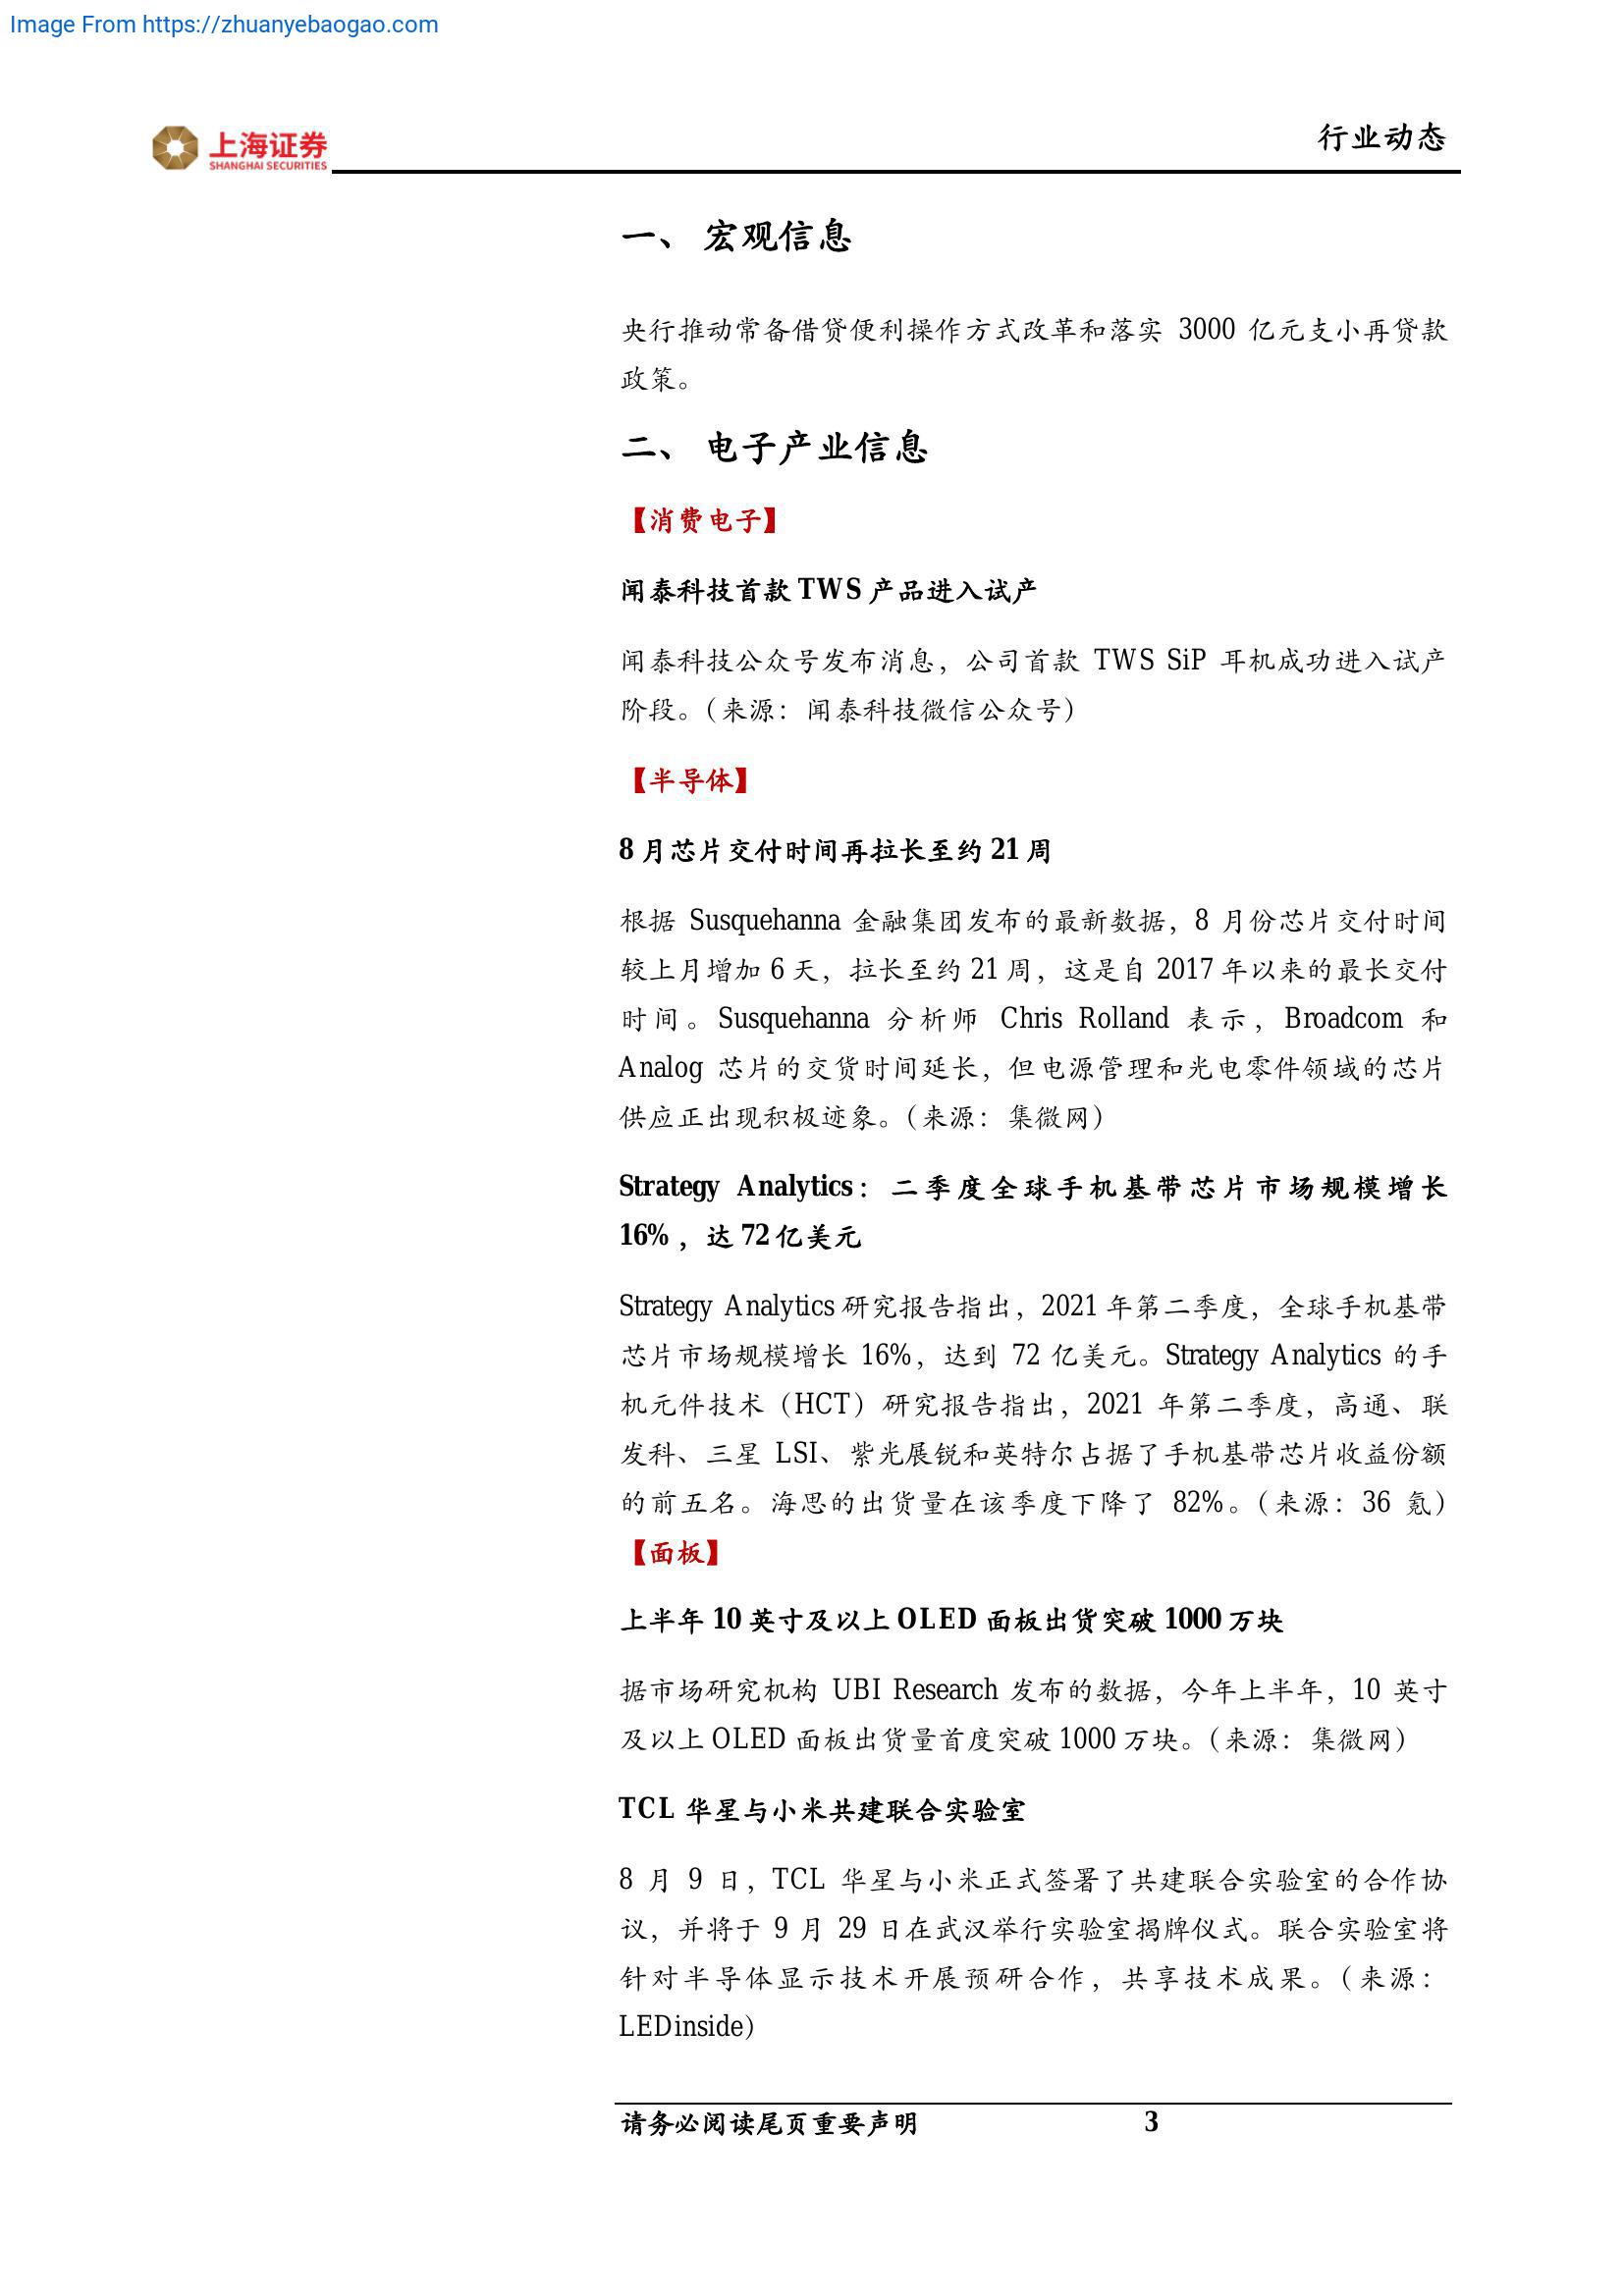 Image From https://zhuanyebaogao.com
上海证券
SHANGHAI SECURITIES
行业动态
一、 宏观信息
央行推动常备借贷便利操作方式改革和落实 3000 亿元支小再贷款
政策。
二、 电子产业信息
【消费电子】
闻泰科技首款 TWS 产品进入试产
闻泰科技公众号发布消息，公司首款 TWS SiP 耳机成功进入试产
阶段。（来源：闻泰科技微信公众号）
【半导体】
8 月芯片交付时间再拉长至约 21 周
根据 Susquehanna 金融集团发布的最新数据，8 月份芯片交付时间
较上月增加 6 天，拉长至约 21 周，这是自 2017 年以来的最长交付
时间。Susquehanna 分析师 Chris Rolland 表示，Broadcom 和
Analog 芯片的交货时间延长，但电源管理和光电零件领域的芯片
供应正出现积极迹象。（来源：集微网）
Strategy Analytics：二季度全球手机基带芯片市场规模增长
16%，达 72 亿美元
Strategy Analytics 研究报告指出，2021 年第二季度，全球手机基带
芯片市场规模增长 16%，达到 72 亿美元。Strategy Analytics 的手
机元件技术（HCT）研究报告指出，2021 年第二季度，高通、联
发科、三星 LSI、紫光展锐和英特尔占据了手机基带芯片收益份额
的前五名。海思的出货量在该季度下降了 82%。（来源：36 氪）
【面板】
上半年 10 英寸及以上 OLED 面板出货突破 1000 万块
据市场研究机构 UBI Research 发布的数据，今年上半年，10 英寸
及以上 OLED 面板出货量首度突破 1000 万块。（来源：集微网）
TCL 华星与小米共建联合实验室
8 月 9 日，TCL 华星与小米正式签署了共建联合实验室的合作协
议，并将于 9 月 29 日在武汉举行实验室揭牌仪式。联合实验室将
针对半导体显示技术开展预研合作，共享技术成果。（来源：
LEDinside）
请务必阅读尾页重要声明 3